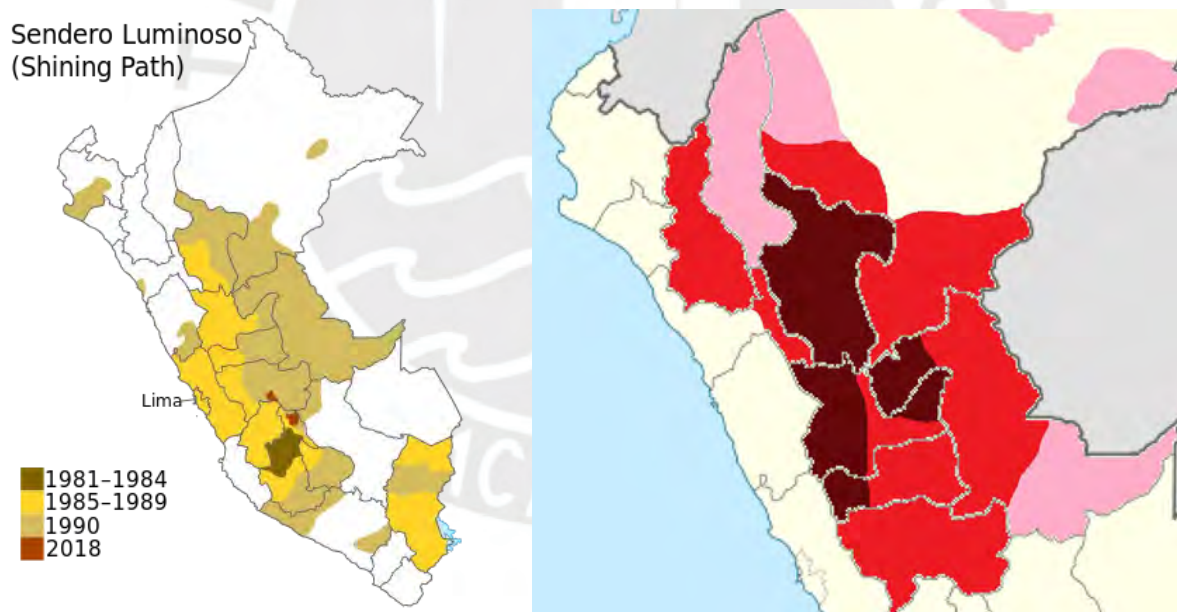 Sendero Luminoso
(Shining Path)
Lima
1981–1984
1985–1989
1990
2018